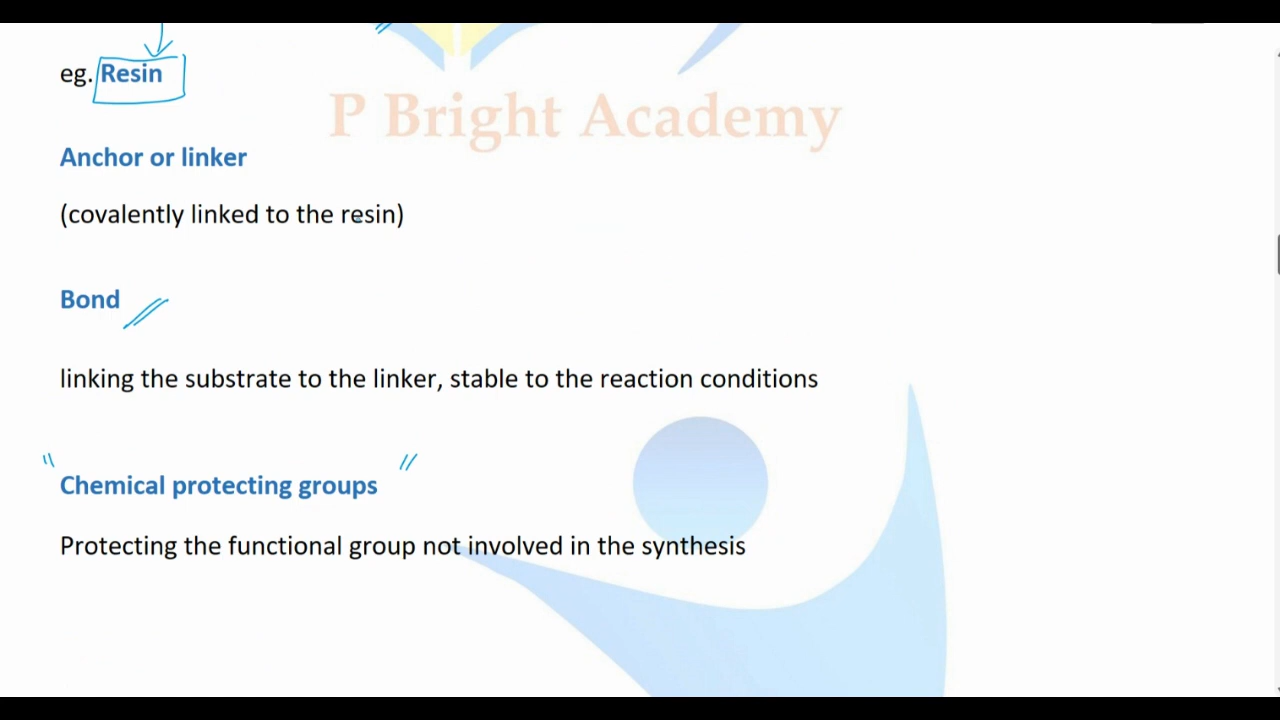 eg. Resin
P Bright Academy
Anchor or linker
(covalently linked to the resin)
Bond
linking the substrate to the linker, stable to the reaction conditions
Chemical protecting groups
Protecting the functional group not involved in the synthesis